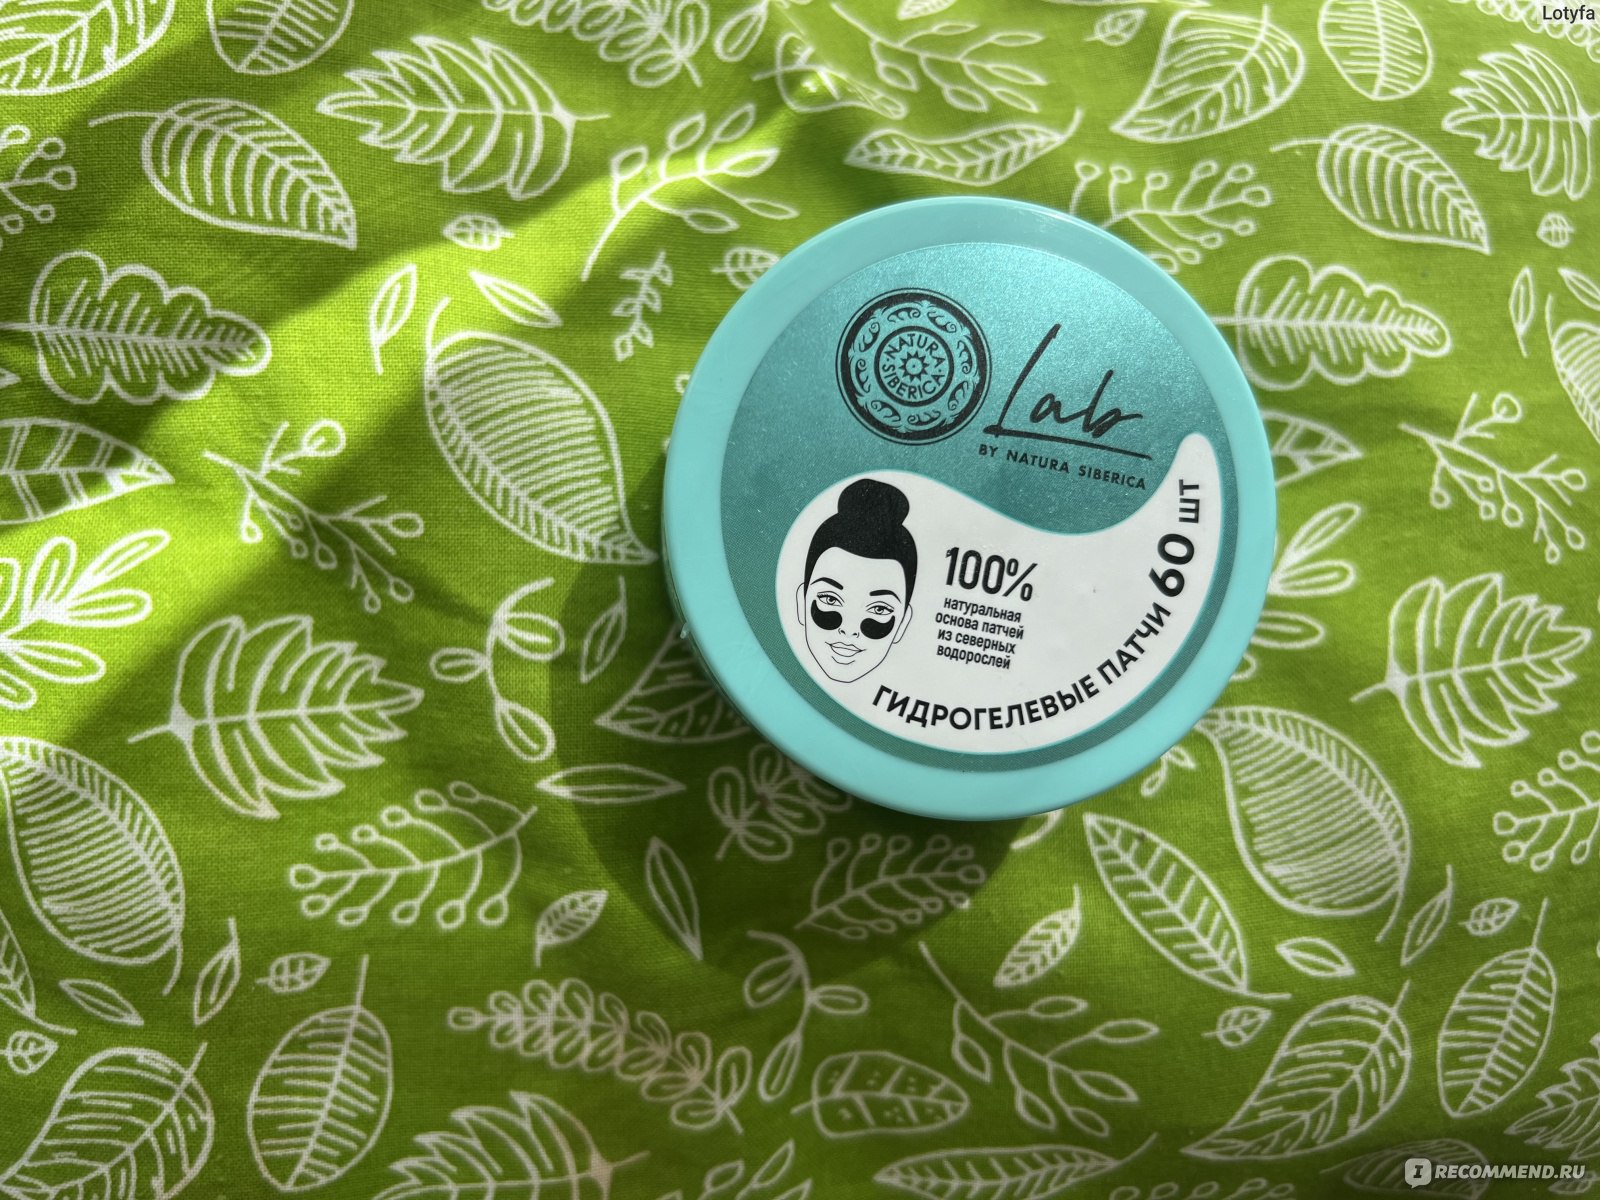 Lotyfa
NATURA
SIBERICA
Lab
BY NATURA SIBERICA
100%
натуральная
основа патчей
из северных
водорослей
ГИДРОГЕЛЕВЫЕ ПАТЧИ 60 ШТ
IRECOMMEND.RU